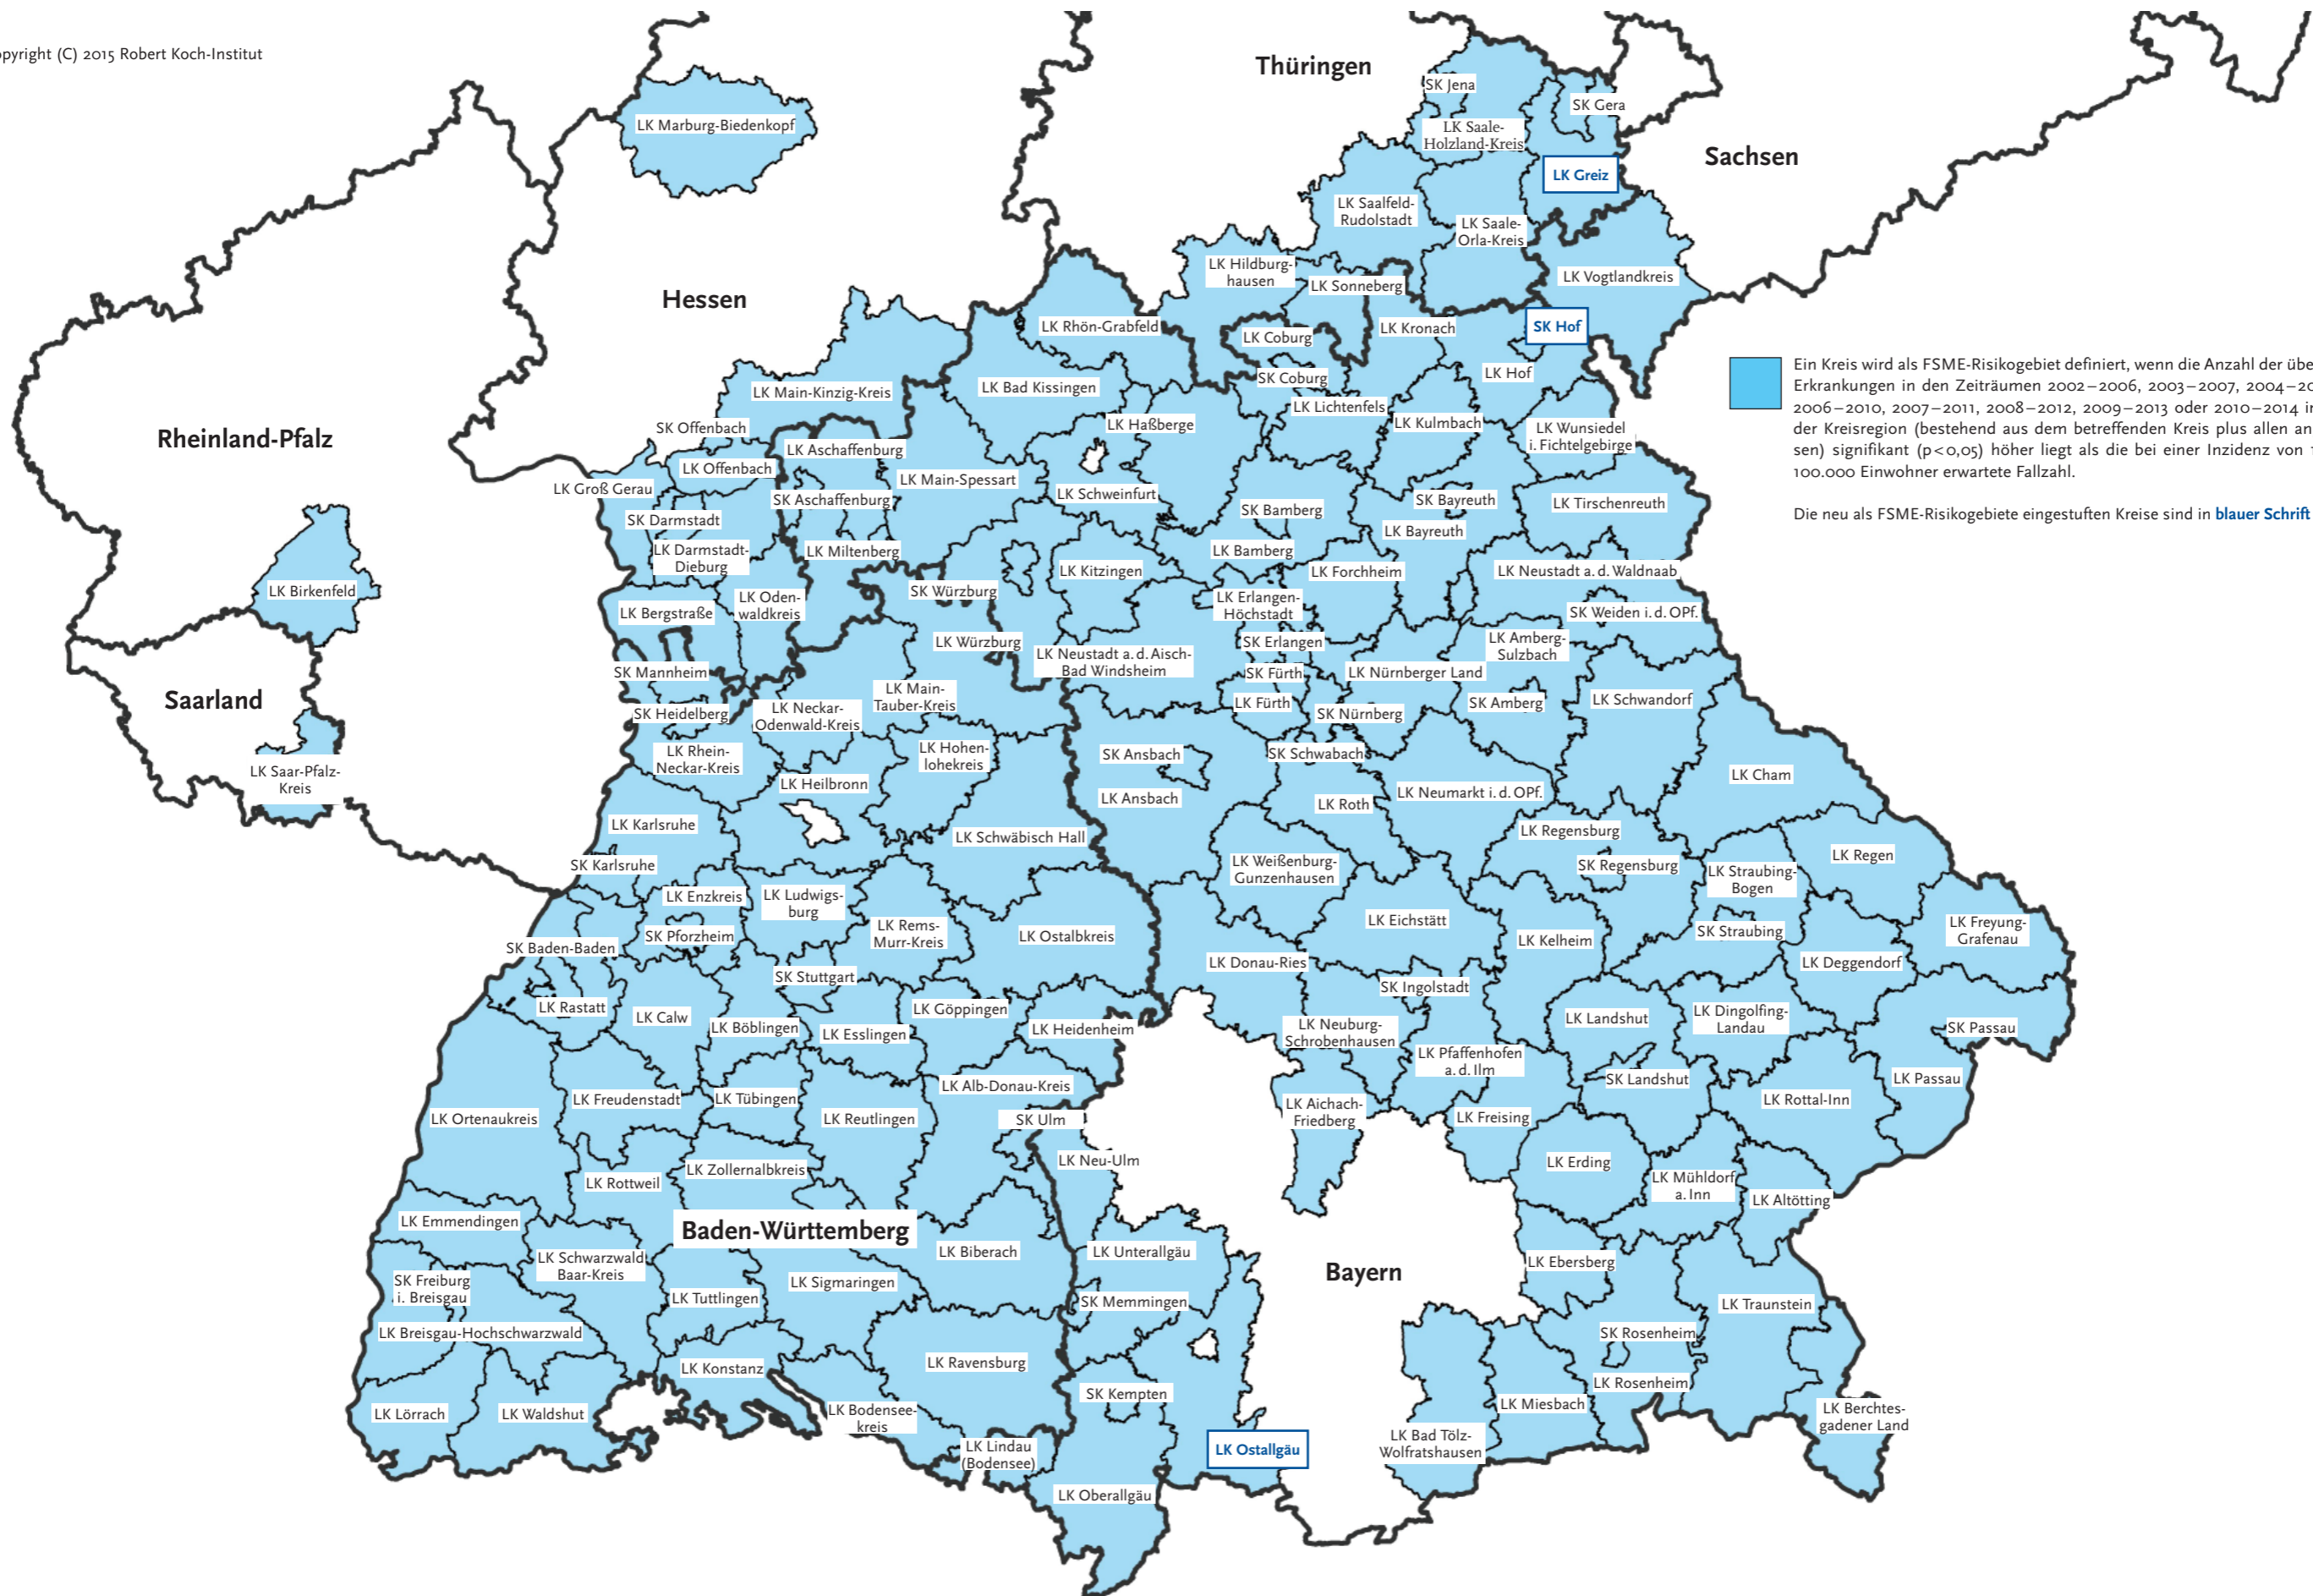 opyright (C) 2015 Robert Koch-Institut
Thüringen
SK Jena
SK Gera
LK Marburg-Biedenkopf
LK Saale-
Holzland-Kreis
Sachsen
LK Greiz
LK Saalfeld-
Rudolstadt
LK Saale-
Orla-Kreis
LK Hildburg-
hausen
LK Vogtlandkreis
LK Sonneberg
Hessen
LK Rhön-Grabfeld
LK Kronach
SK Hof
LK Coburg
Ein Kreis wird als FSME-Risikogebiet definiert, wenn die Anzahl der übe
Erkrankungen in den Zeiträumen 2002–2006, 2003–2007, 2004–20
2006–2010, 2007–2011, 2008–2012, 2009–2013 oder 2010–2014 in
der Kreisregion (bestehend aus dem betreffenden Kreis plus allen an
sen) signifikant (p<0,05) höher liegt als die bei einer Inzidenz von 1
100.000 Einwohner erwartete Fallzahl.
Die neu als FSME-Risikogebiete eingestuften Kreise sind in blauer Schrift
LK Hof
SK Coburg
LK Bad Kissingen
LK Main-Kinzig-Kreis
LK Lichtenfels
LK Haßberge
LK Kulmbach
SK Offenbach
LK Wunsiedel
i. Fichtelgebirge
Rheinland-Pfalz
LK Aschaffenburg
LK Offenbach
LK Main-Spessart
LK Groß Gerau
LK Schweinfurt
SK Aschaffenburg
SK Bayreuth
LK Tirschenreuth
SK Bamberg
SK Darmstadt
LK Bayreuth
LK Darmstadt-
Dieburg
LK Miltenberg
LK Bamberg
LK Kitzingen
LK Forchheim
LK Neustadt a. d. Waldnaab
LK Birkenfeld
SK Würzburg
LK Oden-
waldkreis
LK Erlangen-
Höchstadt
LK Bergstraße
SK Weiden i. d. OPf.
LK Würzburg
SK Erlangen
LK Amberg-
Sulzbach
LK Neustadt a. d. Aisch-
Bad Windsheim
SK Mannheim
SK Fürth
LK Nürnberger Land
Saarland
LK Main-
Tauber-Kreis
LK Fürth
SK Amberg
LK Schwandorf
SK Heidelberg
LK Neckar-
Odenwald-Kreis
SK Nürnberg
LK Rhein-
Neckar-Kreis
LK Hohen-
lohekreis
SK Ansbach
SK Schwabach
LK Saar-Pfalz-
Kreis
LK Heilbronn
LK Cham
LK Ansbach
LK Roth
LK Neumarkt i. d. OPf.
LK Karlsruhe
LK Schwäbisch Hall
LK Regensburg
SK Karlsruhe
LK Weißenburg-
Gunzenhausen
SK Regensburg
LK Straubing-
Bogen
LK Regen
LK Enzkreis
LK Ludwigs-
burg
LK Eichstätt
LK Freyung-
Grafenau
SK Pforzheim
LK Rems-
Murr-Kreis
LK Ostalbkreis
LK Kelheim
SK Straubing
SK Baden-Baden
LK Donau-Ries
LK Deggendorf
SK Stuttgart
SK Ingolstadt
LK Rastatt
LK Calw
LK Göppingen
LK Landshut
LK Dingolfing-
Landau
LK Böblingen
LK Esslingen
LK Heidenheim
LK Neuburg-
Schrobenhausen
SK Passau
LK Pfaffenhofen
a. d. Ilm
LK Alb-Donau-Kreis
SK Landshut
LK Passau
LK Freudenstadt
LK Tübingen
LK Rottal-Inn
LK Ortenaukreis
LK Reutlingen
SK Ulm
LK Aichach-
Friedberg
LK Freising
LK Neu-Ulm
LK Erding
LK Zollernalbkreis
LK Rottweil
LK Mühldorf
a. Inn
LK Altötting
LK Emmendingen
Baden-Württemberg
LK Biberach
LK Unterallgäu
LK Schwarzwald
Baar-Kreis
LK Ebersberg
Bayern
SK Freiburg
i. Breisgau
LK Sigmaringen
LK Tuttlingen
SK Memmingen
LK Traunstein
LK Breisgau-Hochschwarzwald
SK Rosenheim
LK Konstanz
LK Ravensburg
LK Rosenheim
SK Kempten
LK Miesbach
LK Lörrach
LK Waldshut
LK Bodensee-
kreis
LK Berchtes-
gadener Land
LK Bad Tölz-
Wolfratshausen
LK Ostallgäu
LK Lindau
(Bodensee)
LK Oberallgäu